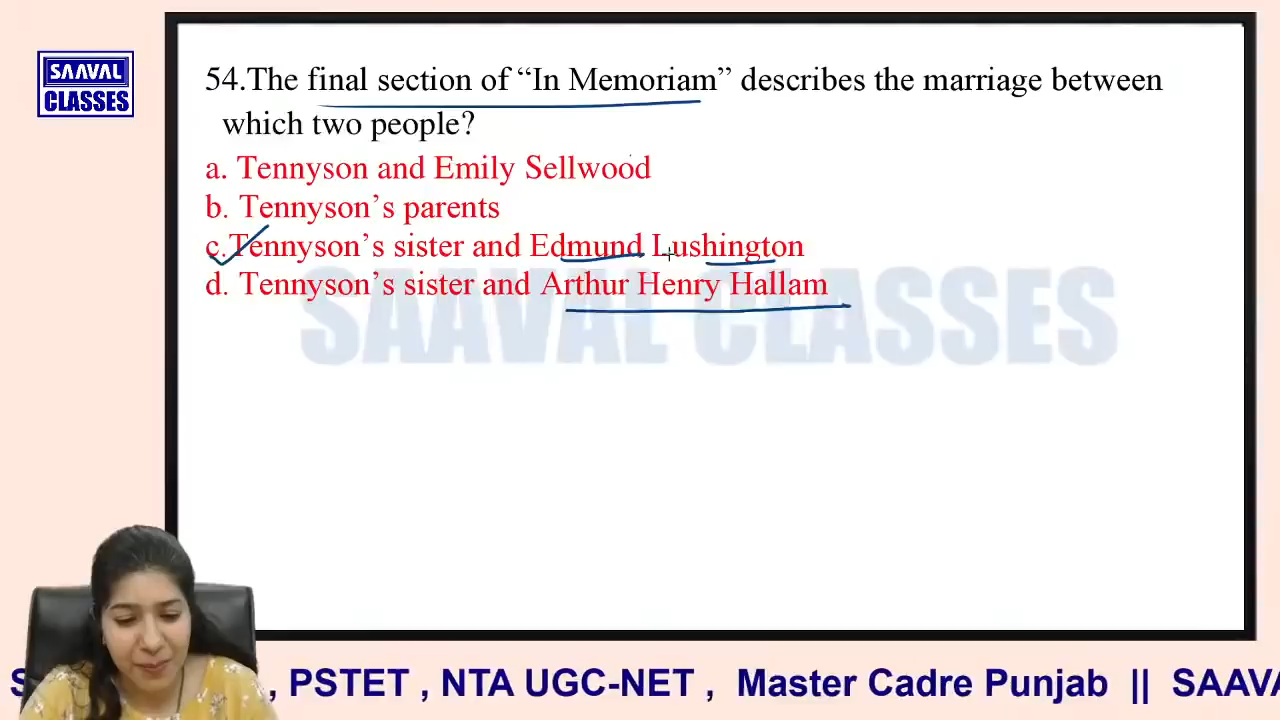 SAAVAL
CLASSES
54.The final section of “In Memoriam” describes the marriage between
which two people?
a. Tennyson and Emily Sellwood
b. Tennyson’s parents
c.Tennyson’s sister and Edmund Lushington
d. Tennyson’s sister and Arthur Henry Hallam
SAAVAL CLASSES
, PSTET , NTA UGC-NET , Master Cadre Punjab || SAAVA